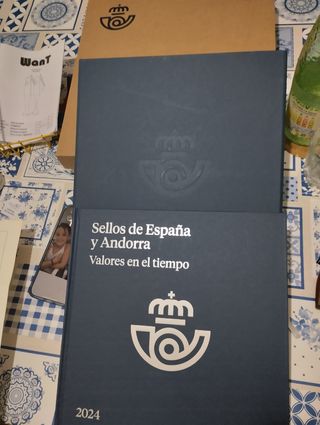 WanT
Sellos de España
y Andorra
Valores en el tiempo
2024